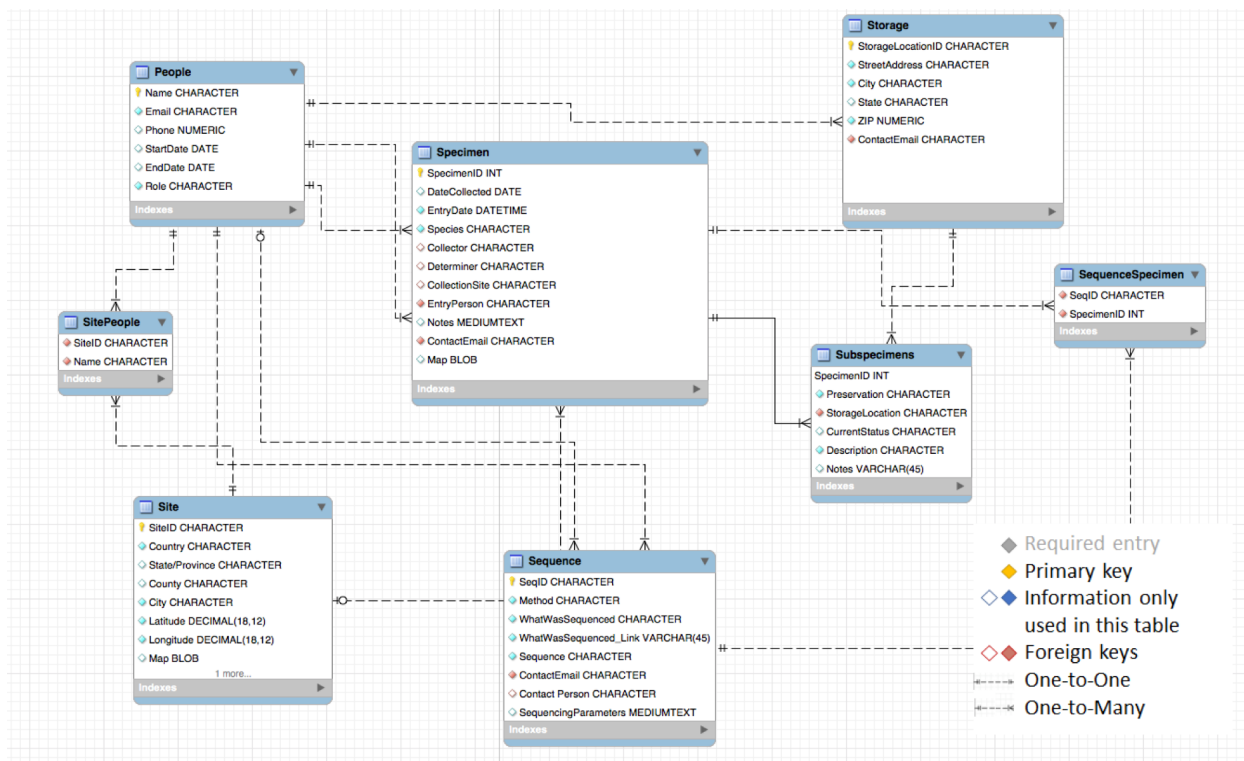 People
Name CHARACTER
Email CHARACTER
Phone NUMERIC
StartDate DATE
EndDate DATE
Role CHARACTER
Indexes
Storage
StorageLocationID CHARACTER
StreetAddress CHARACTER
City CHARACTER
State CHARACTER
ZIP NUMERIC
ContactEmail CHARACTER
Indexes
Specimen
SpecimenID INT
DateCollected DATE
EntryDate DATETIME
Species CHARACTER
Collector CHARACTER
Determiner CHARACTER
CollectionSite CHARACTER
EntryPerson CHARACTER
Notes MEDIUMTEXT
ContactEmail CHARACTER
Map BLOB
Indexes
SequenceSpecimen
SeqID CHARACTER
SpecimenID INT
Indexes
SitePeople
SiteID CHARACTER
Name CHARACTER
Indexes
Subspecimens
SpecimenID INT
Preservation CHARACTER
StorageLocation CHARACTER
CurrentStatus CHARACTER
Description CHARACTER
Notes VARCHAR(45)
Indexes
Site
SiteID CHARACTER
Country CHARACTER
State/Province CHARACTER
County CHARACTER
City CHARACTER
Latitude DECIMAL(18,12)
Longitude DECIMAL(18,12)
Map BLOB
1 more...
Indexes
Sequence
SeqID CHARACTER
Method CHARACTER
WhatWasSequenced CHARACTER
WhatWasSequenced_Link VARCHAR(45)
Sequence CHARACTER
ContactEmail CHARACTER
Contact Person CHARACTER
SequencingParameters MEDIUMTEXT
Indexes
Required entry
Primary key
Information only
used in this table
Foreign keys
One-to-One
One-to-Many